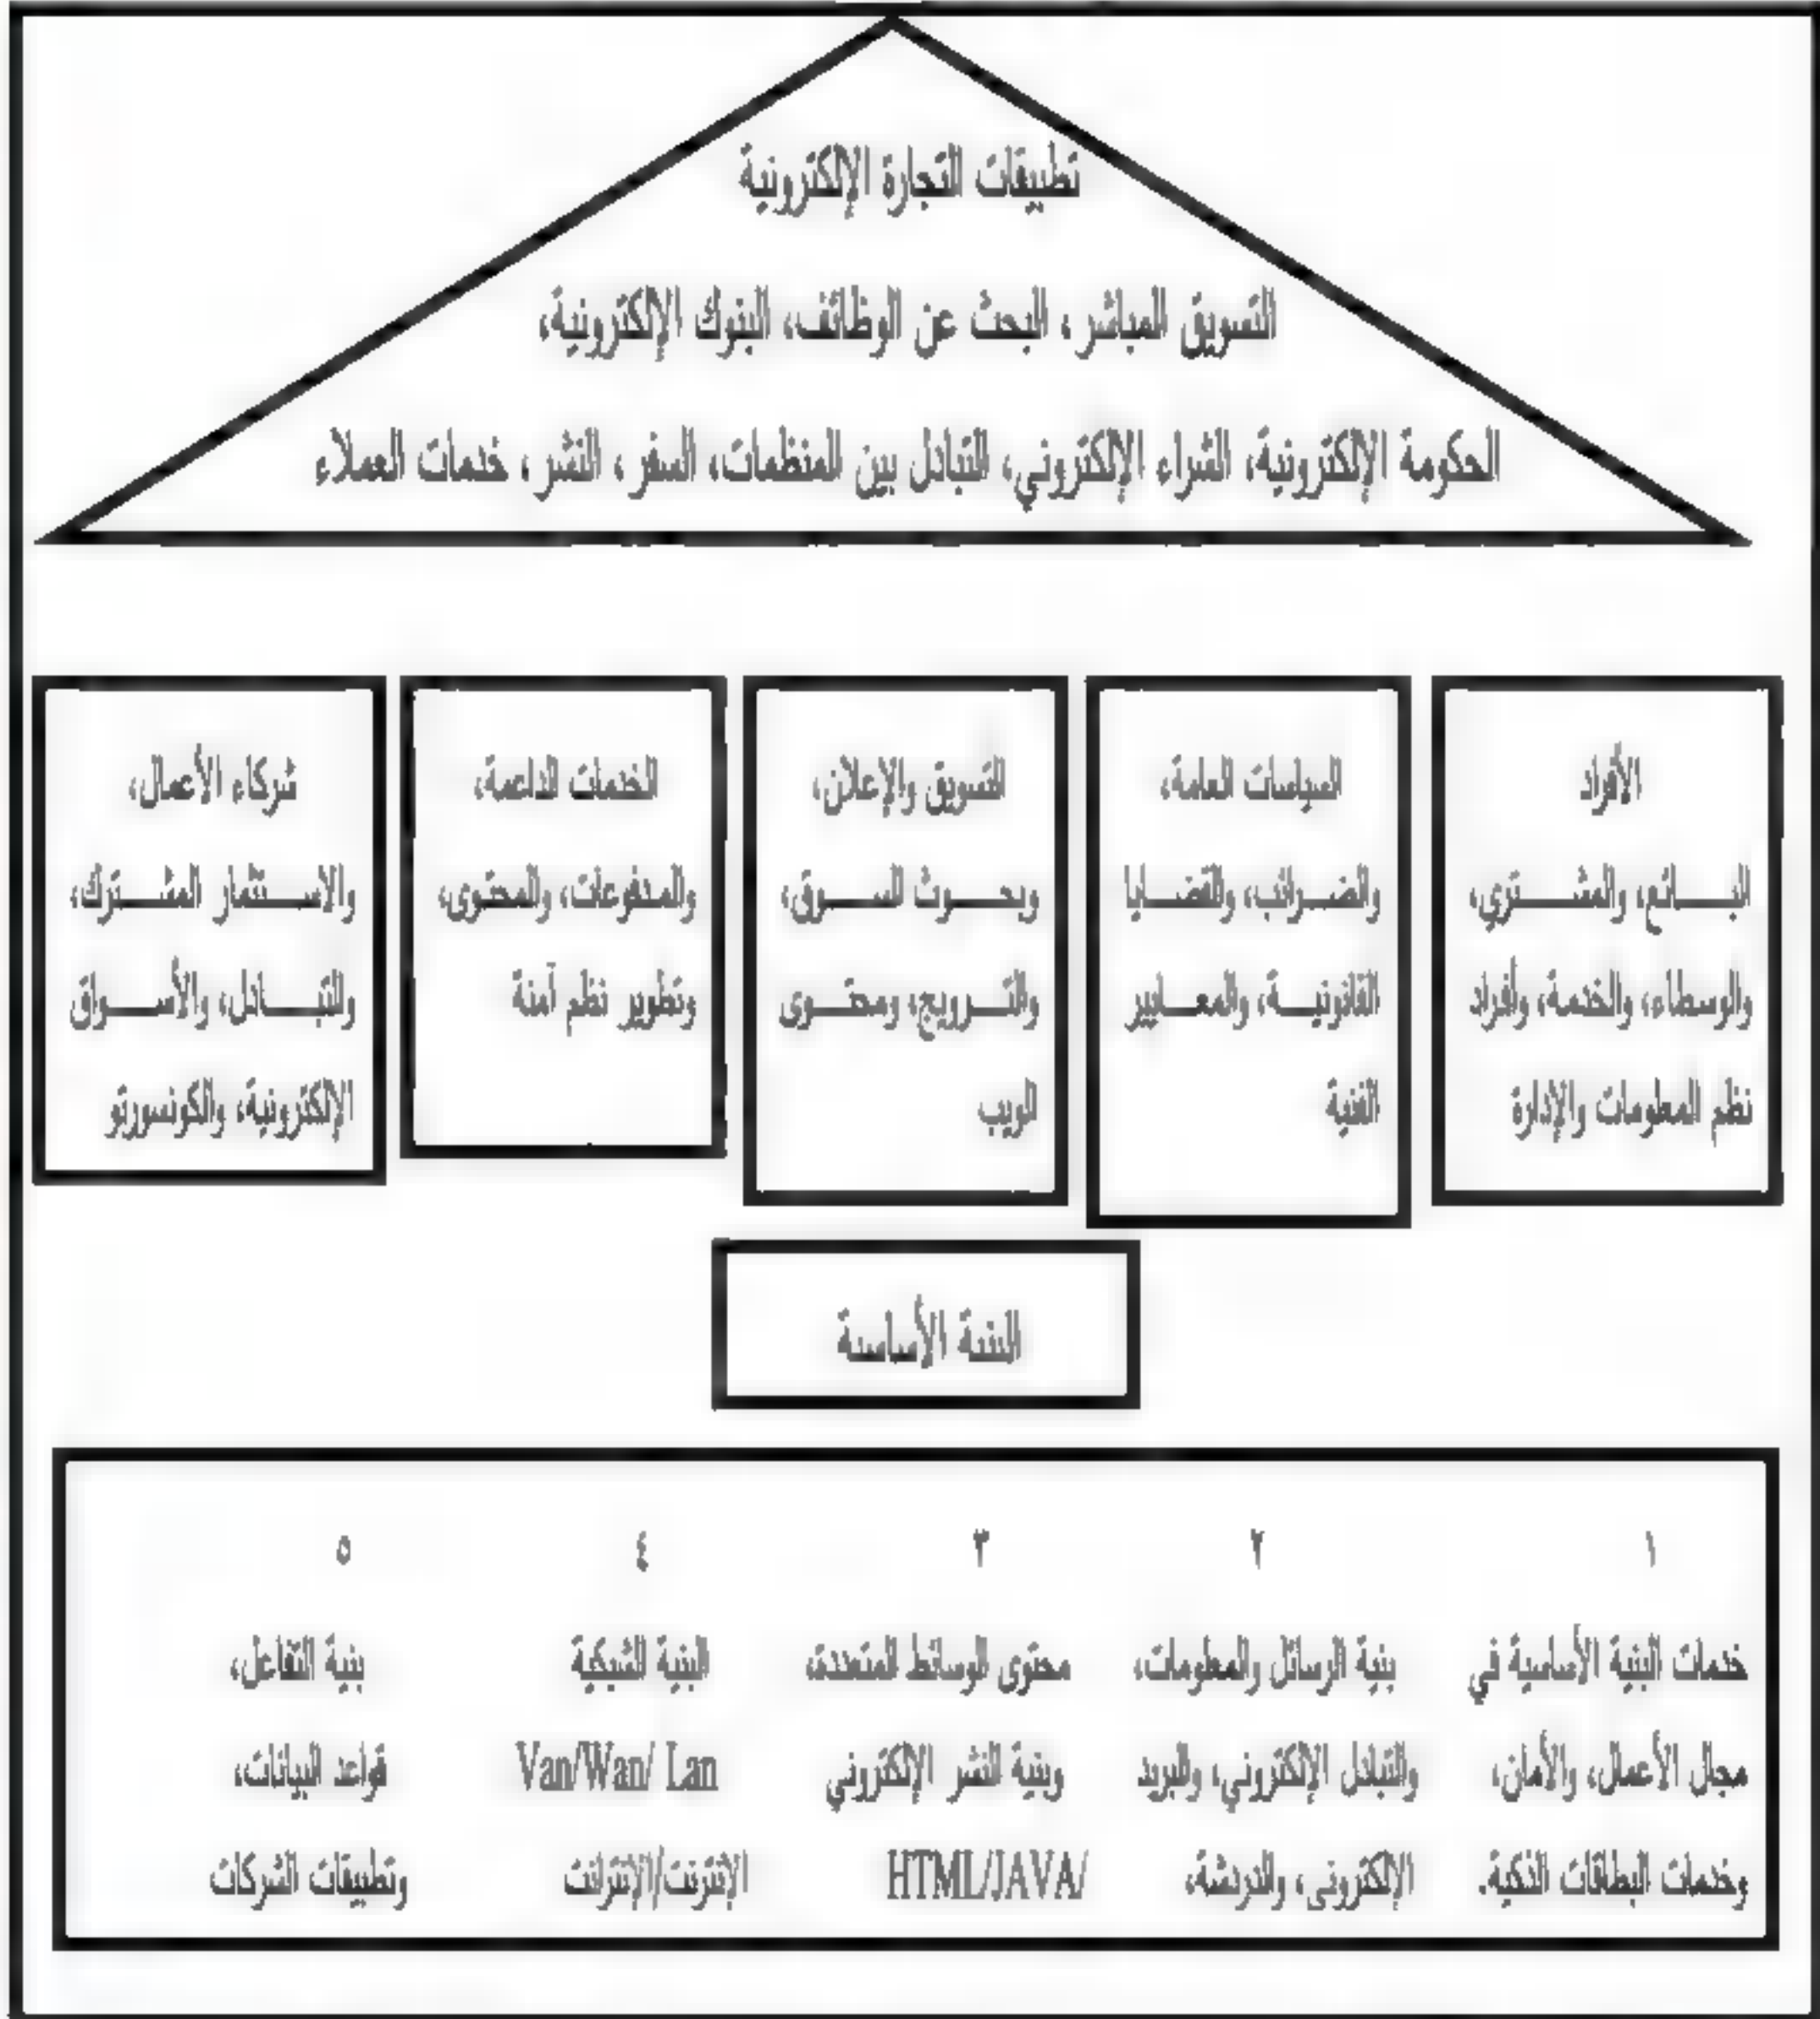 تطبيقات التجارة الإلكترونية
التسويق المباشر، البحث عن الوظائف، البنوك الإلكترونية،
الحكومة الإلكترونية، الشراء الإلكتروني، التبادل بين المنظمات، السفر، النشر، خدمات العملاء
الأفراد
البائع، والمشتري،
والوسطاء، والخدمة، وأفراد
نظم المعلومات والإدارة
السياسات العامة،
والضرائب، والقضايا
القانونية، والمعايير
الفنية
التسويق والإعلان،
وبحوث السوق،
والترويج، ومحتوى
الويب
الخدمات الداعمة،
والمدفوعات، والمحتوى،
وتطوير نظم آمنة
شركاء الأعمال،
والاستثمار المشترك،
والتبادل، والأسواق
الإلكترونية، والكونسورتو
البنية الأساسية
١
خدمات البنية الأساسية في
مجال الأعمال، والأمان،
وخدمات البطاقات الذكية.
٢
بنية الرسائل والمعلومات،
والتبادل الإلكتروني، والبريد
الإلكترونى، والدردشة،
٣
محتوى الوسائط المتعددة،
وبنية النشر الإلكتروني
HTML/JAVA/
٤
البنية الشبكية
Van/Wan/ Lan
الإنترنت/الإنترانت
٥
بنية التفاعل،
قواعد البيانات،
وتطبيقات الشركات